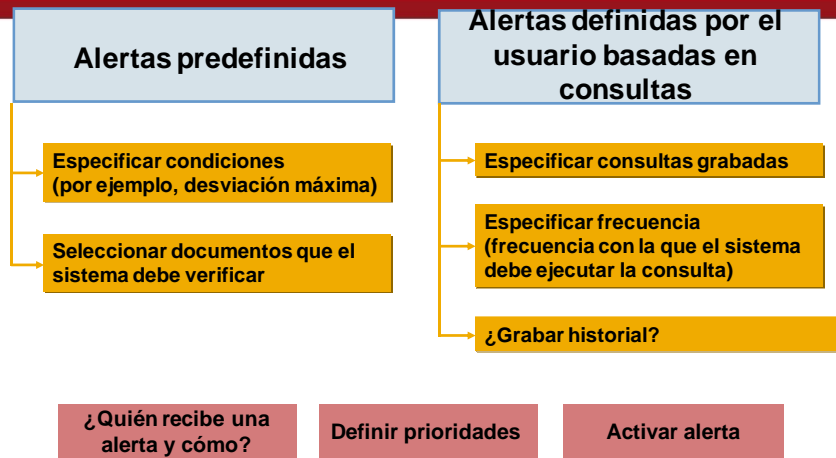 Alertas predefinidas
Especificar condiciones
(por ejemplo, desviación máxima)
Seleccionar documentos que el
sistema debe verificar
Alertas definidas por el
usuario basadas en
consultas
Especificar consultas grabadas
Especificar frecuencia
(frecuencia con la que el sistema
debe ejecutar la consulta)
¿Grabar historial?
¿Quién recibe una
alerta y cómo?
Definir prioridades
Activar alerta